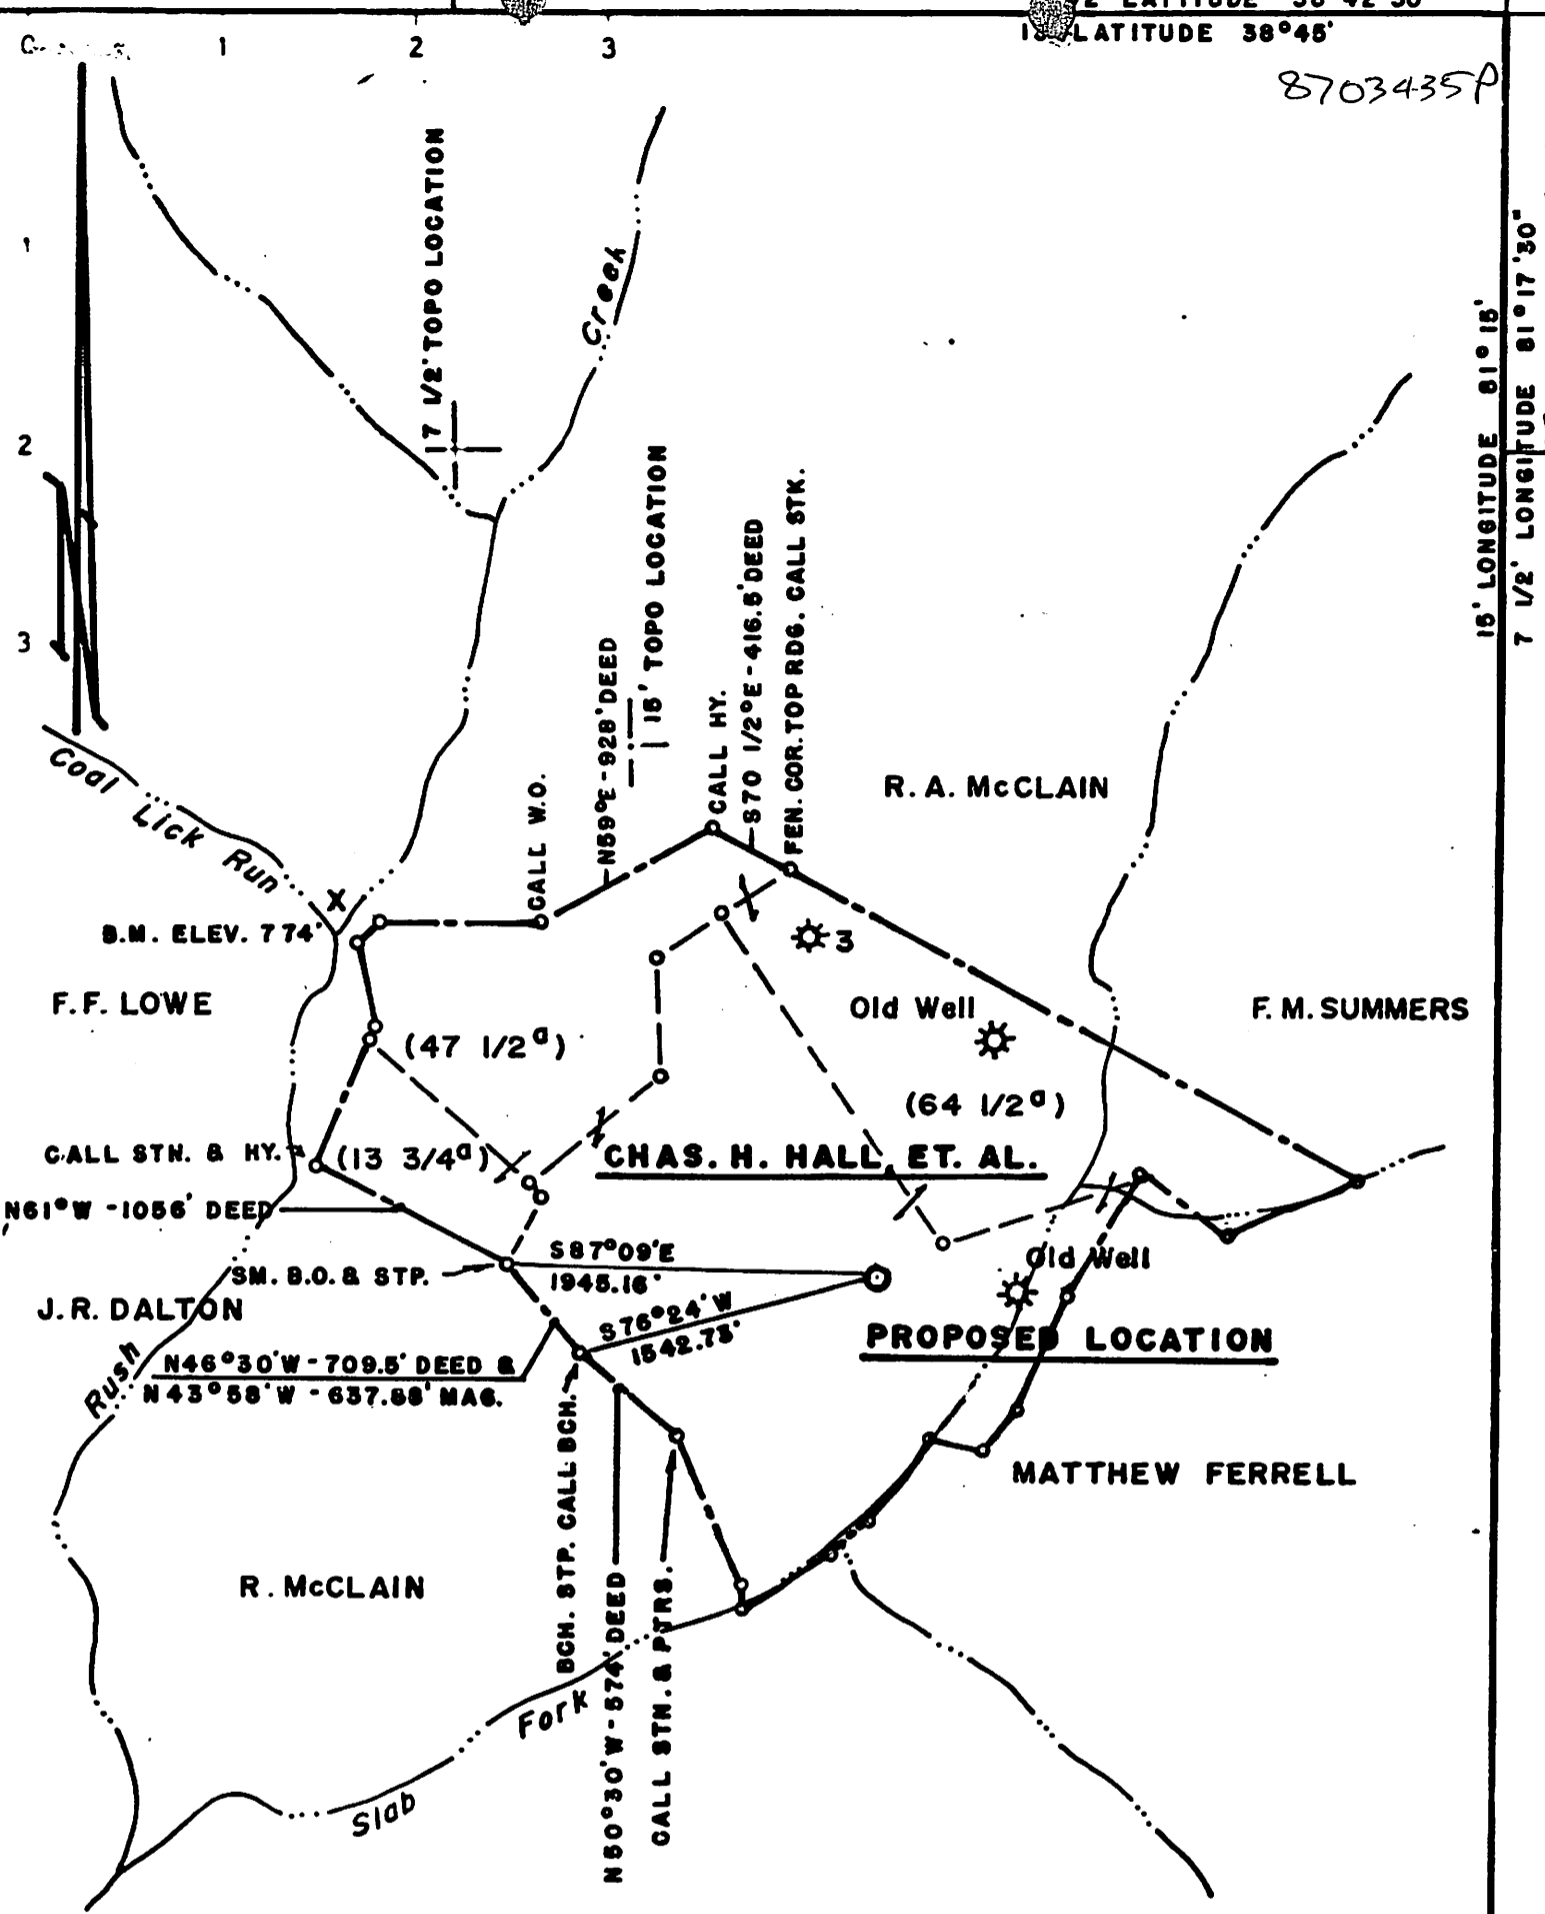 LATITUDE 38°45'
8703435P
1 2 3
1
2
3
7 1/2' TOPO LOCATION
Creek
15' LONGITUDE 81° 15'
7 1/2' LONGITUDE 81°17'30"
15' TOPO LOCATION
N59°E-928' DEED
CALL W.O.
CALL HY.
S70 1/2°E-416.5' DEED
FEN. COR. TOP RDG. CALL STK.
Coal Lick Run
R.A. McCLAIN
X
B.M. ELEV. 774'
3
F.F. LOWE
Old Well
F.M. SUMMERS
(47 1/2ª)
(64 1/2ª)
CALL STN. & HY.
(13 3/4ª)
CHAS. H. HALL ET. AL.
N61°W -1056' DEED
S87°09'E
1945.16'
Old Well
SM. B.O. & STP.
J.R. DALTON
S76°24'W
1542.73'
PROPOSED LOCATION
Rush
N46°30'W-709.5' DEED &
N43°58'W - 637.88' MAG.
MATTHEW FERRELL
BCH. STP. CALL BCH.
N50°30'W-574' DEED
CALL STN. & PTRS.
R. McCLAIN
Fork
Slab